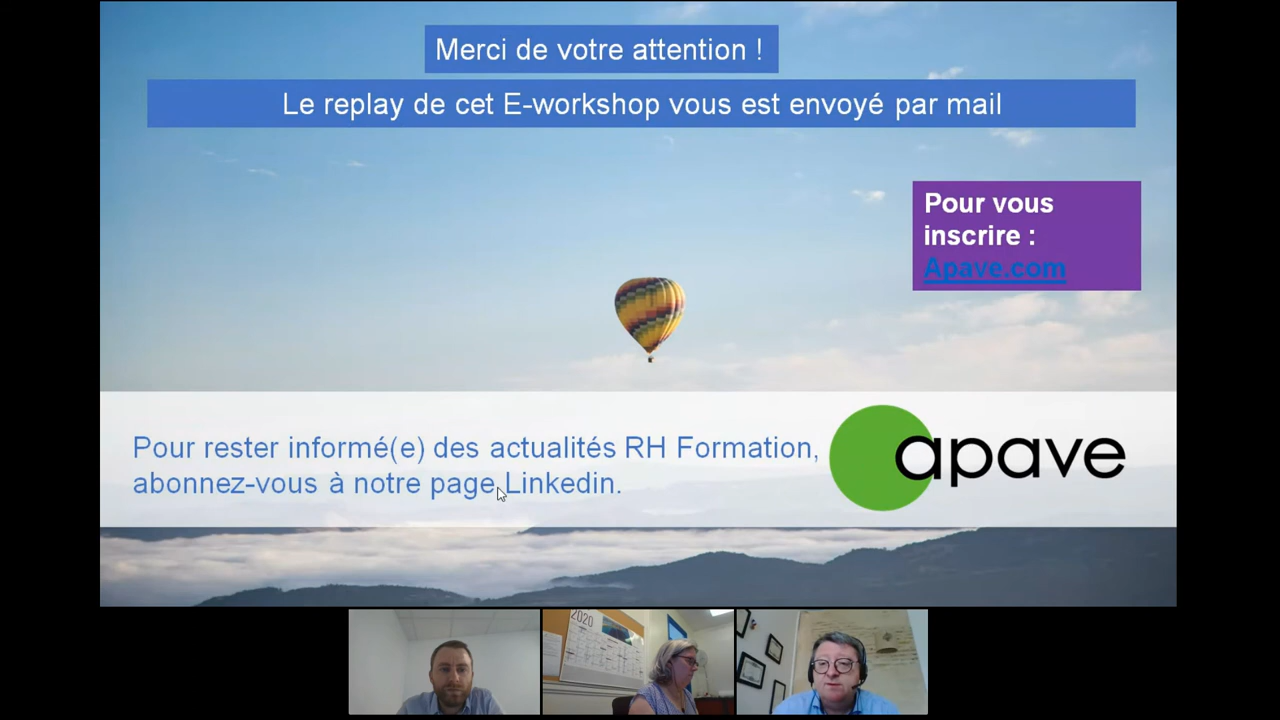 Merci de votre attention !
Le replay de cet E-workshop vous est envoyé par mail
Pour vous
inscrire :
Apave.com
Pour rester informé(e) des actualités RH Formation,
abonnez-vous à notre page Linkedin.
apave
2020